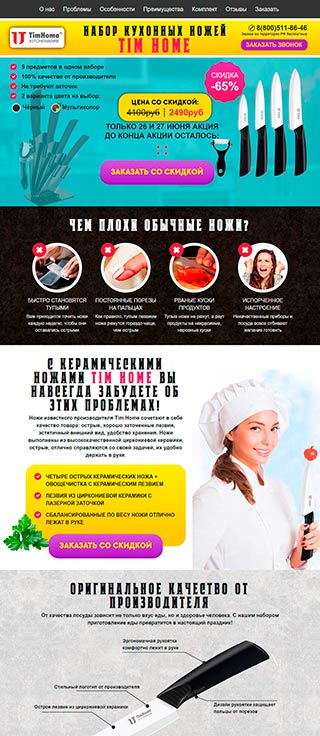 О нас Проблемы Особенности Преимущества Комплект Отзывы Заказать
TimHome®
KITCHENWARE
НАБОР КУХОННЫХ НОЖЕЙ
TIM HOME
8(800)511-86-46
Звонки по территории РФ бесплатные
ЗАКАЗАТЬ ЗВОНОК
5 предметов в одном наборе
100% качество от производителя
Не требуют заточки
2 варианта цвета на выбор:
Чёрный Мультиколор
СКИДКА
-65%
ЦЕНА СО СКИДКОЙ:
4100руб | 2490руб
ТОЛЬКО 26 И 27 ИЮНЯ АКЦИЯ
ДО КОНЦА АКЦИИ ОСТАЛОСЬ:
ЗАКАЗАТЬ СО СКИДКОЙ
ЧЕМ ПЛОХИ ОБЫЧНЫЕ НОЖИ?
БЫСТРО СТАНОВЯТСЯ
ТУПЫМИ
Вам приходится точить ножи
каждую неделю, чтобы они
оставались острыми
ПОСТОЯННЫЕ ПОРЕЗЫ
НА ПАЛЬЦАХ
Как правило, тупым лезвием
ножа режутся гораздо чаще,
чем острым
РВАНЫЕ КУСКИ
ПРОДУКТОВ
Тупые ножи не режут, а рвут
продукты на некрасивые,
неровные куски
ИСПОРЧЕННОЕ
НАСТРОЕНИЕ
Некачественные приборы и
посуда вовсе отбивают
желание готовить
С КЕРАМИЧЕСКИМИ
НОЖАМИ TIM HOME ВЫ
НАВСЕГДА ЗАБУДЕТЕ ОБ
ЭТИХ ПРОБЛЕМАХ!
Ножи известного производителя Tim Home сочетают в себе
качество товара: острые, хорошо заточенные лезвия,
эстетичный внешний вид, удобство хранения. Ножи
выполнены из высококачественной циркониевой керамики,
острые, отлично справляются со своей задачей, их удобно
держать в руке.
ЧЕТЫРЕ ОСТРЫХ КЕРАМИЧЕСКИХ НОЖА +
ОВОЩЕЧИСТКА С КЕРАМИЧЕСКИМ ЛЕЗВИЕМ
ЛЕЗВИЯ ИЗ ЦИРКОНИЕВОЙ КЕРАМИКИ С
ЛАЗЕРНОЙ ЗАТОЧКОЙ
СБАЛАНСИРОВАННЫЕ ПО ВЕСУ НОЖИ ОТЛИЧНО
ЛЕЖАТ В РУКЕ
ЗАКАЗАТЬ СО СКИДКОЙ
ОРИГИНАЛЬНОЕ КАЧЕСТВО ОТ
ПРОИЗВОДИТЕЛЯ
От качества посуды зависит не только вкус еды, но и здоровье человека. С нашим набором
приготовление еды превратится в настоящий праздник!
Эргономичная рукоятка
комфортно лежит в руке
Стильный логотип от производителя
Острое лезвие из циркониевой керамики
Дизайн рукоятки защищает
пальцы от порезов